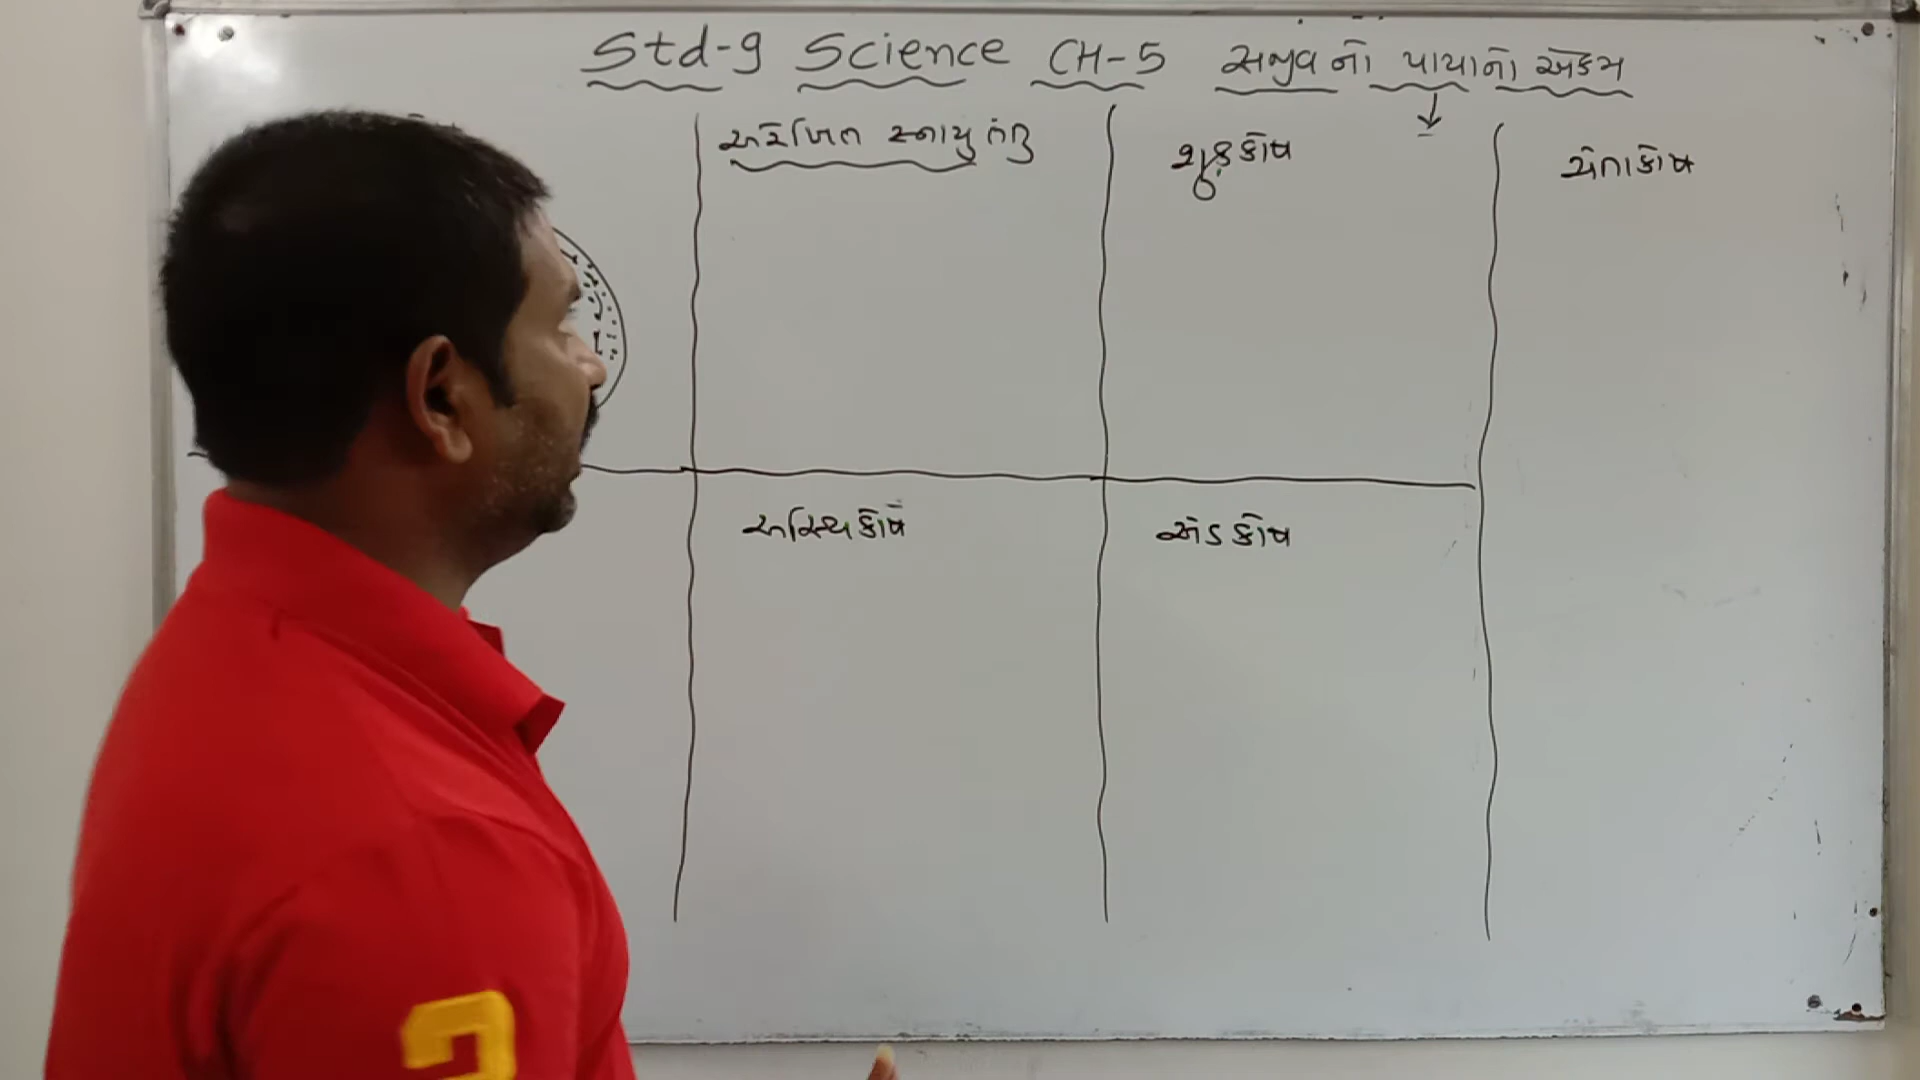 Std-9 Science CH-5 સજીવનો પાયાનો એકમ
અરેખિત સ્નાયુતંતુ
શુક્રકોષ
ચેતાકોષ
અસ્થિકોષ
અંડકોષ